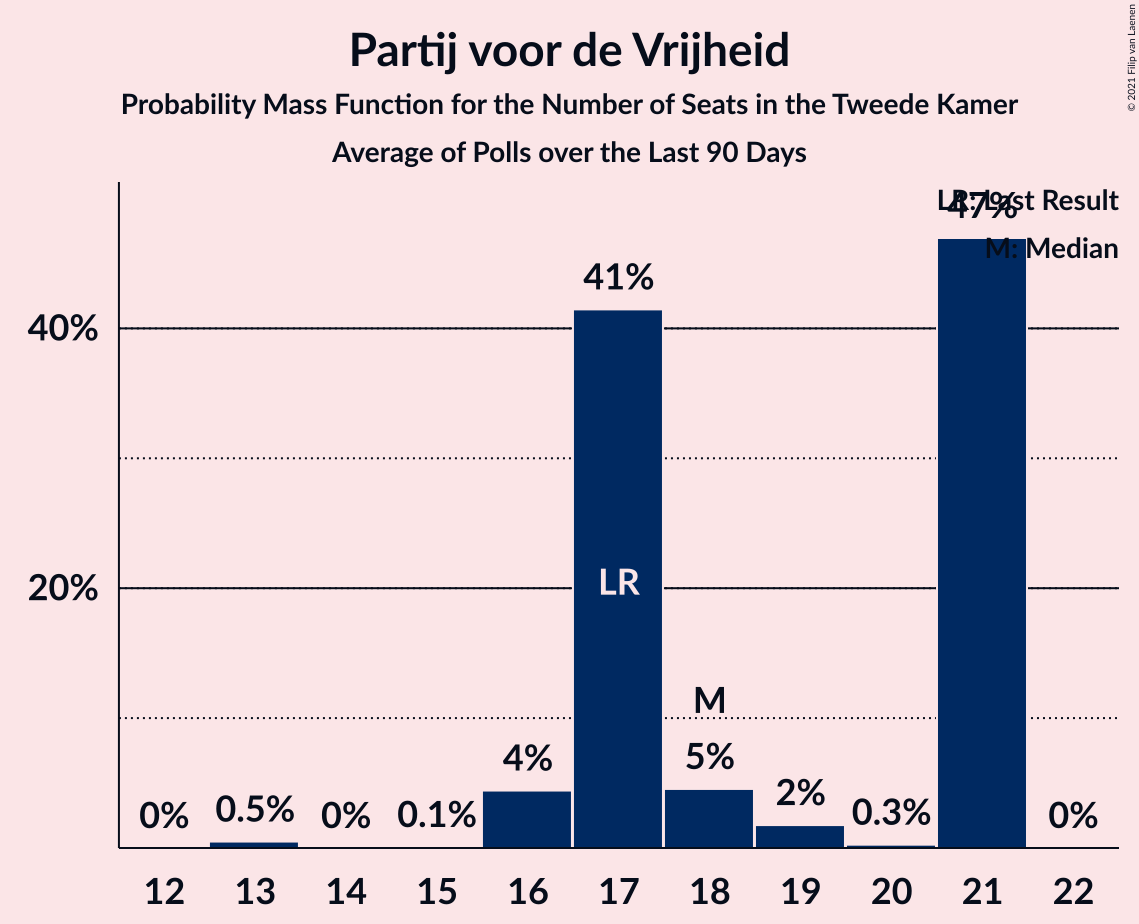 Partij voor de Vrijheid
Probability Mass Function for the Number of Seats in the Tweede Kamer
Average of Polls over the Last 90 Days
© 2021 Filip van Laenen
LR: Last Result
M: Median
47%
41%
40%
20%
LR
M
0%
0.5%
0%
0.1%
4%
5%
2%
0.3%
0%
12 13 14 15 16 17 18 19 20 21 22